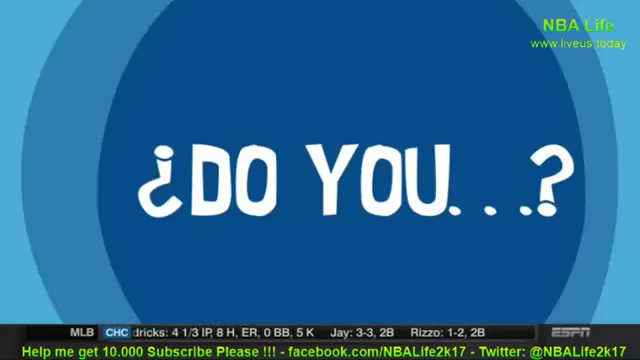 NBA Life
www.liveus.today
¿DO YOU...?
MLB CHC dricks: 4 1/3 IP, 8 H, ER, 0 BB, 5 K Jay: 3-3, 2B Rizzo: 1-2, 2B ESPN
Help me get 10.000 Subscribe Please !!! - facebook.com/NBALife2k17 - Twitter: @NBALife2k17